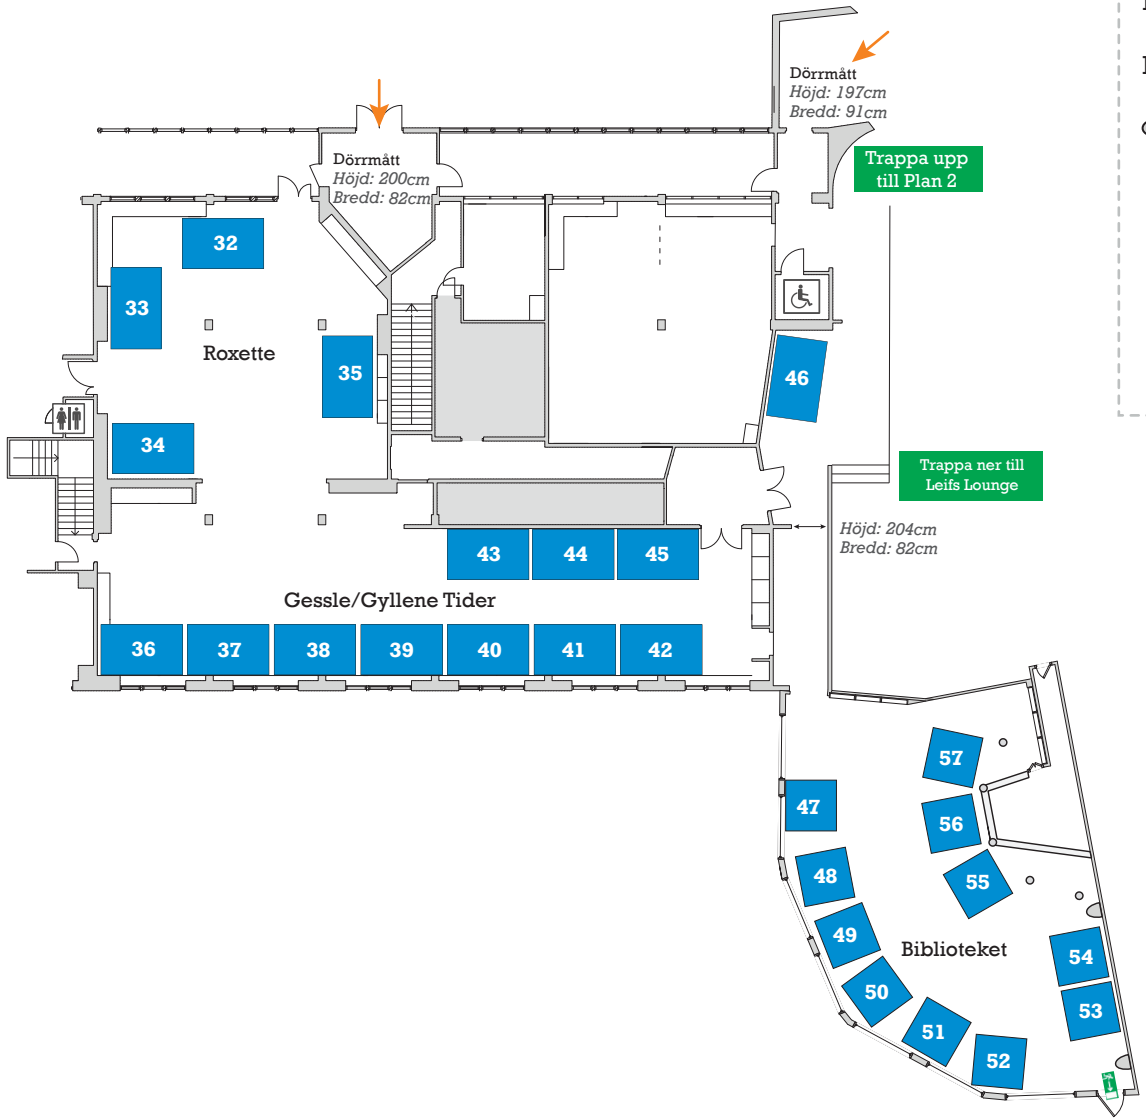 Dörrmått
Höjd: 197cm
Bredd: 91cm
Dörrmått
Höjd: 200cm
Bredd: 82cm
Trappa upp
till Plan 2
32
33
Roxette
35
46
34
Trappa ner till
Leifs Lounge
Höjd: 204cm
Bredd: 82cm
43
44
45
Gessle/Gyllene Tider
36
37
38
39
40
41
42
57
47
56
48
55
49
Biblioteket
54
50
53
51
52